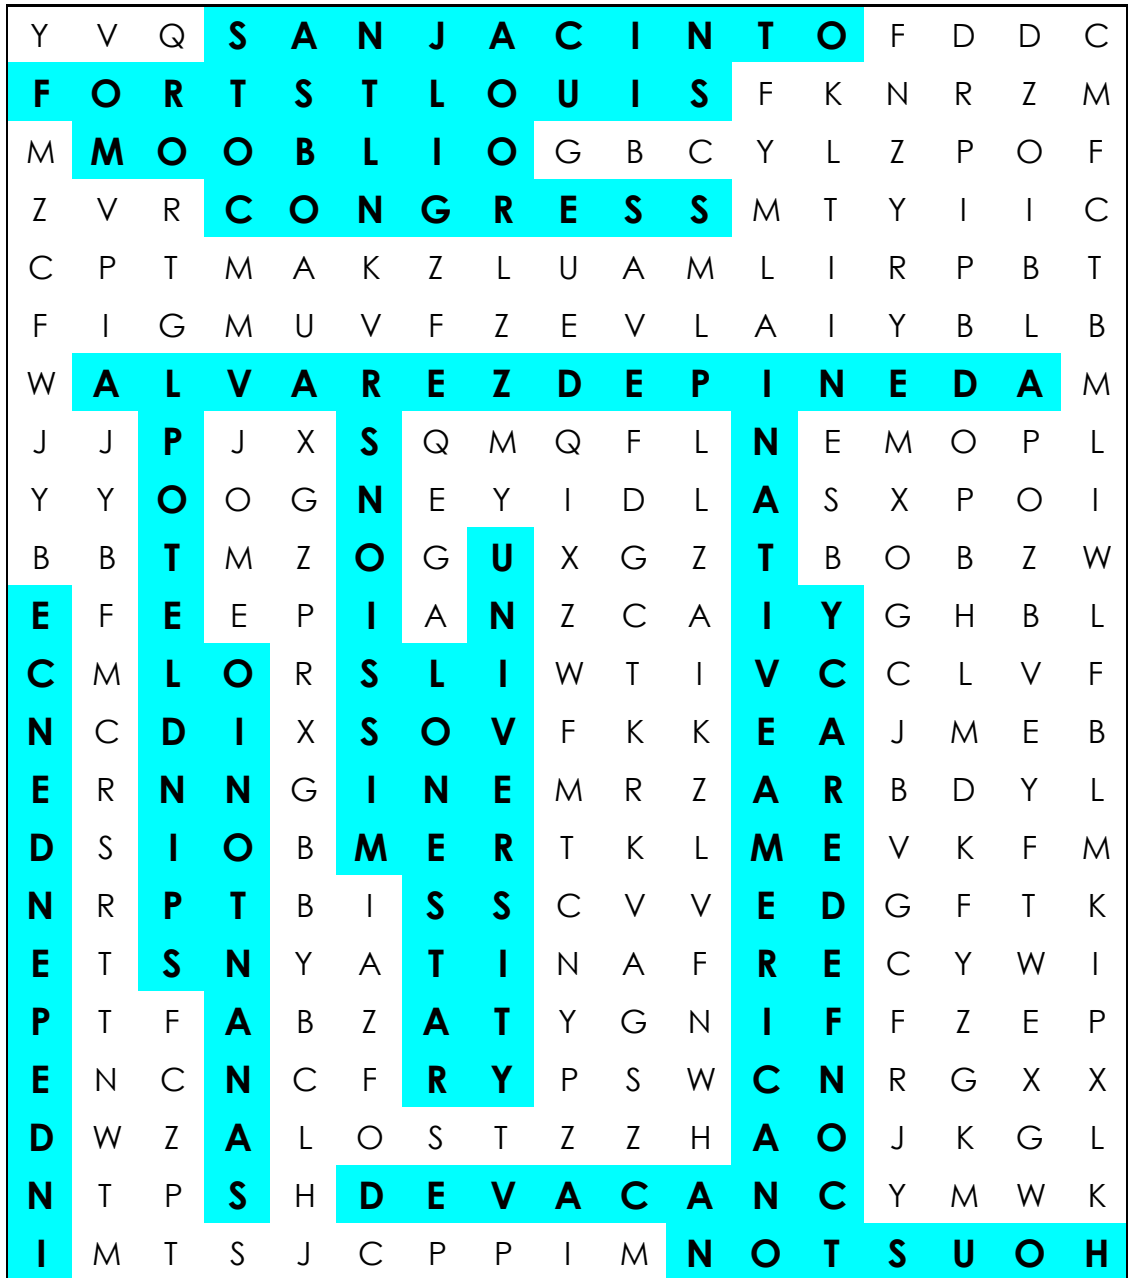 Y V Q S A N J A C I N T O F D D C
F O R T S T L O U I S F K N R Z M
M M O O B L I O G B C Y L Z P O F
Z V R C O N G R E S S M T Y I I C
C P T M A K Z L U A M L I R P B T
F I G M U V F Z E V L A I Y B L B
W A L V A R E Z D E P I N E D A M
J J P J X S Q M Q F L N E M O P L
Y Y O O G N E Y I D L A S X P O I
B B T M Z O G U X G Z T B O B Z W
E F E E P I A N Z C A I Y G H B L
C M L O R S L I W T I V C C L V F
N C D I X S O V F K K E A J M E B
E R N N G I N E M R Z A R B D Y L
D S I O B M E R T K L M E V K F M
N R P T B I S S C V V E D G F T K
E T S N Y A T I N A F R E C Y W I
P T F A B Z A T Y G N I F F Z E P
E N C N C F R Y P S W C N R G X X
D W Z A L O S T Z Z H A O J K G L
N T P S H D E V A C A N C Y M W K
I M T S J C P P I M N O T S U O H